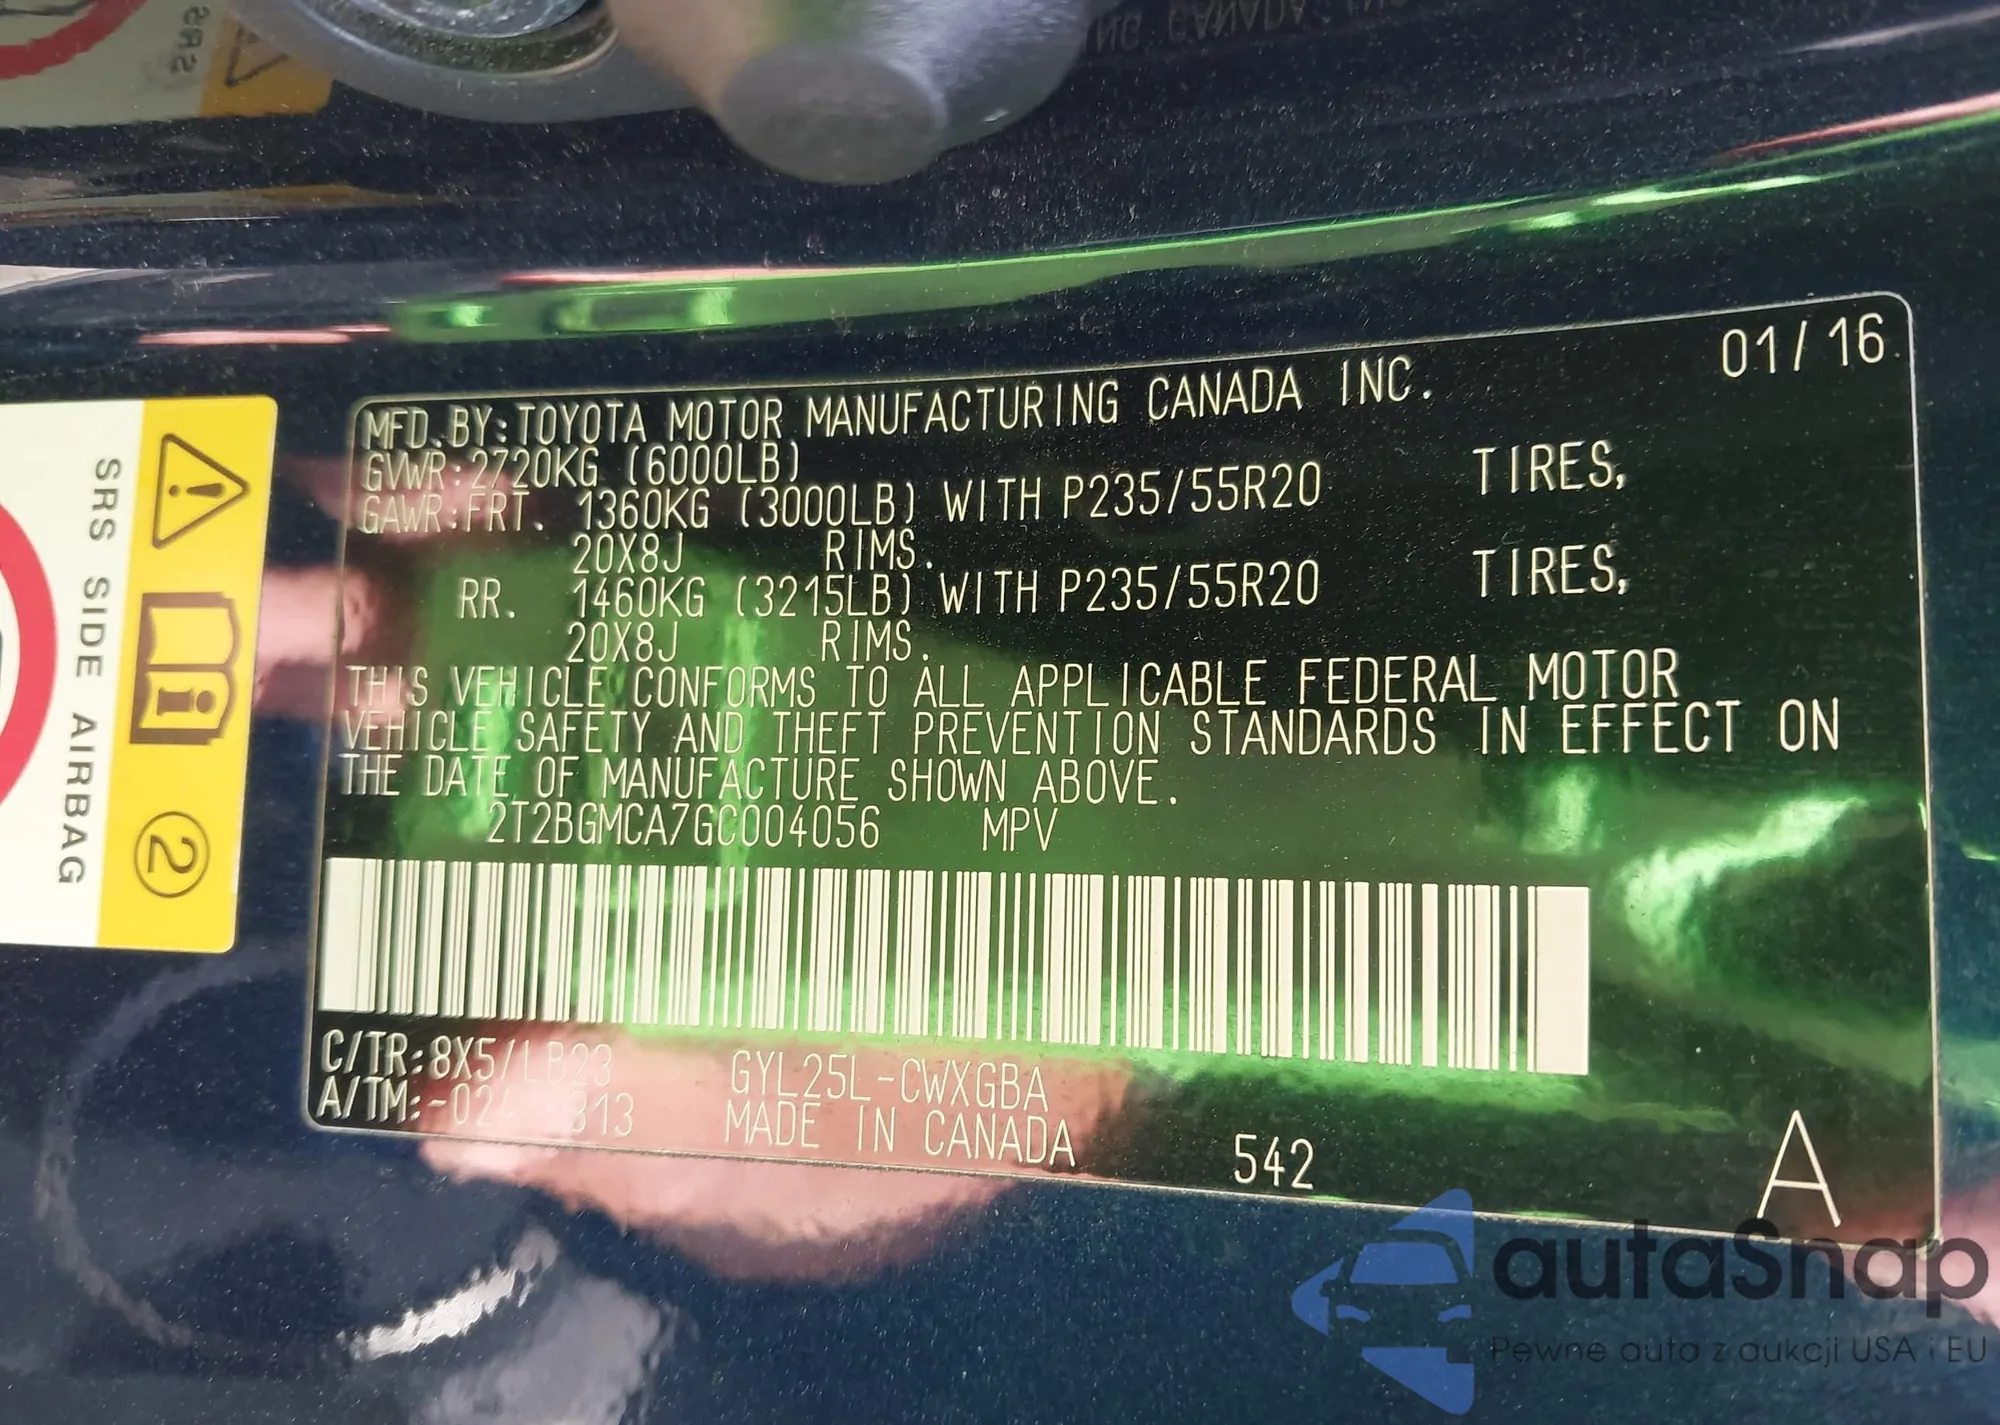 01/16
MFD.BY:TOYOTA MOTOR MANUFACTURING CANADA INC.
GVWR:2720KG (6000LB)
GAWR:FRT. 1360KG (3000LB) WITH P235/55R20 TIRES,
20X8J RIMS.
RR. 1460KG (3215LB) WITH P235/55R20 TIRES,
20X8J RIMS.
THIS VEHICLE CONFORMS TO ALL APPLICABLE FEDERAL MOTOR
VEHICLE SAFETY AND THEFT PREVENTION STANDARDS IN EFFECT ON
THE DATE OF MANUFACTURE SHOWN ABOVE.
2T2BGMCA7GC004056 MPV
C/TR:8X5/LB23 GYL25L-CWXGBA
A/TM: MADE IN CANADA
542
A
SRS SIDE AIRBAG
2
autoSnap
Pewne auta z aukcji USA i EU